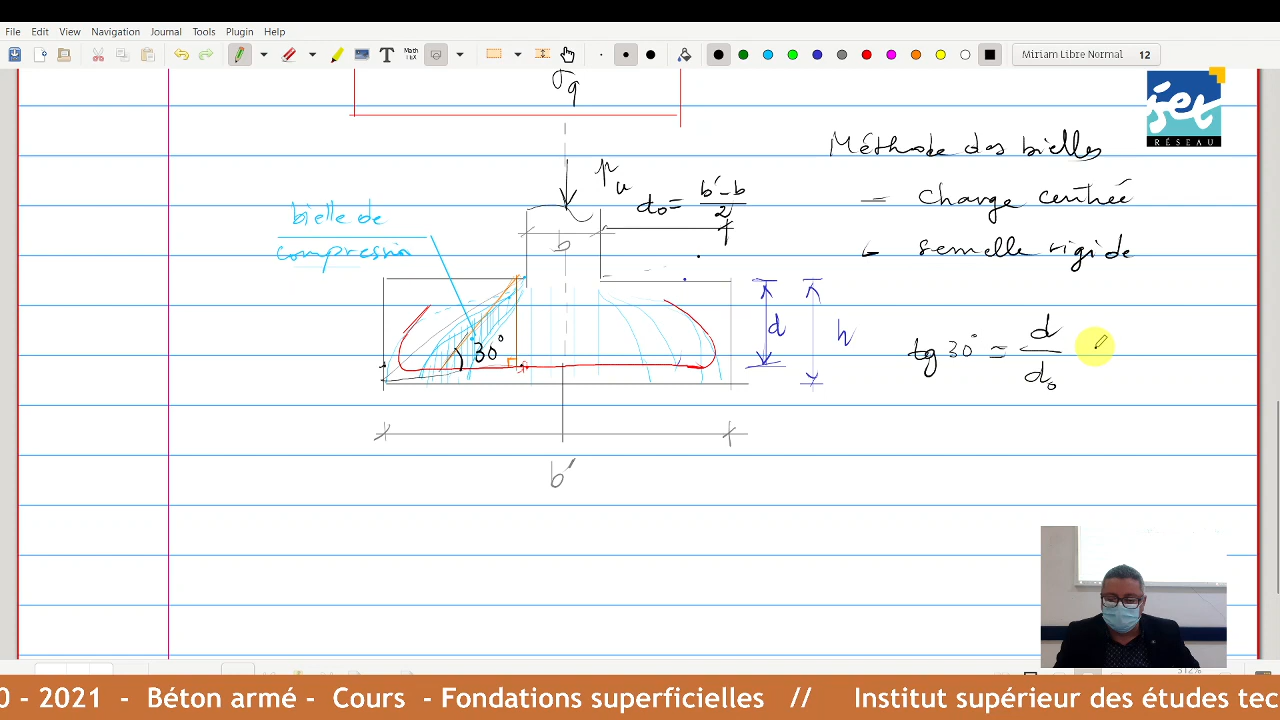 File Edit View Navigation Journal Tools Plugin Help
Miriam Libre Normal 12
σq
RÉSEAU
Méthode des bielles
Pu
d₀ = b'-b / 2
- charge centrée
bielle de
compression
b
- semelle rigide
d
h
30°
tg 30° ≃ d / d₀
b'
0 - 2021 - Béton armé - Cours - Fondations superficielles // Institut supérieur des études tec